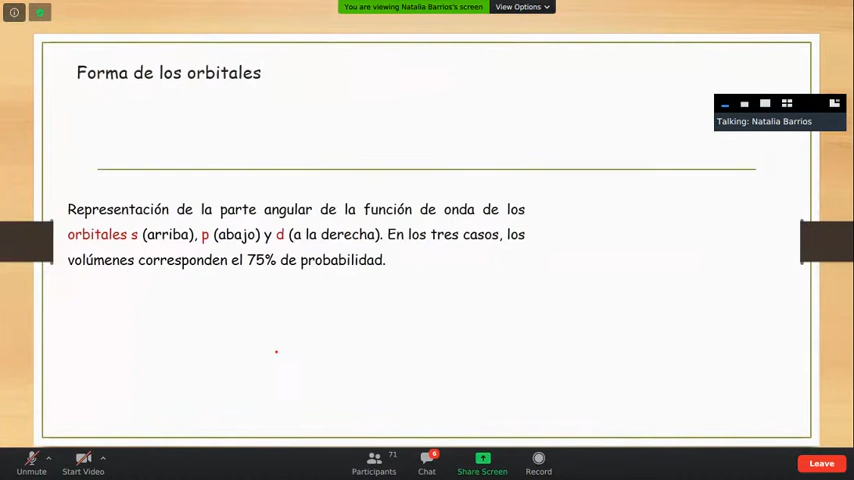 You are viewing Natalia Barrios's screen
View Options
Forma de los orbitales
Talking: Natalia Barrios
Representación de la parte angular de la función de onda de los
orbitales s (arriba), p (abajo) y d (a la derecha). En los tres casos, los
volúmenes corresponden el 75% de probabilidad.
Unmute
Start Video
71
Participants
6
Chat
Share Screen
Record
Leave